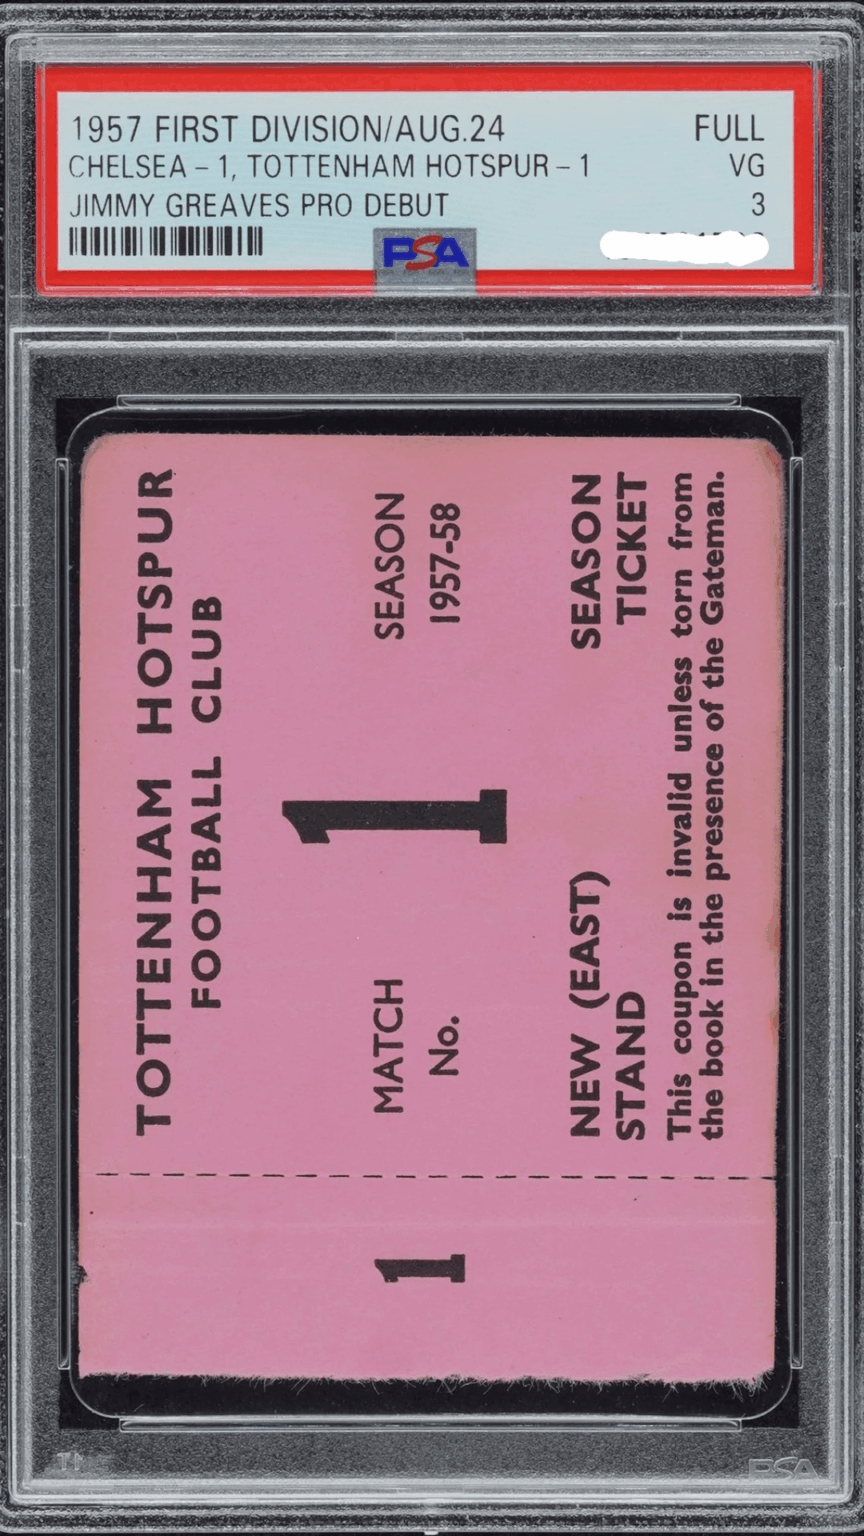 1957 FIRST DIVISION/AUG.24 FULL
CHELSEA - 1, TOTTENHAM HOTSPUR - 1 VG
JIMMY GREAVES PRO DEBUT 3
PSA
TOTTENHAM HOTSPUR
FOOTBALL CLUB
MATCH
No.
1
SEASON
1957-58
NEW (EAST)
STAND
SEASON
TICKET
This coupon is invalid unless torn from
the book in the presence of the Gateman.
1
PSA